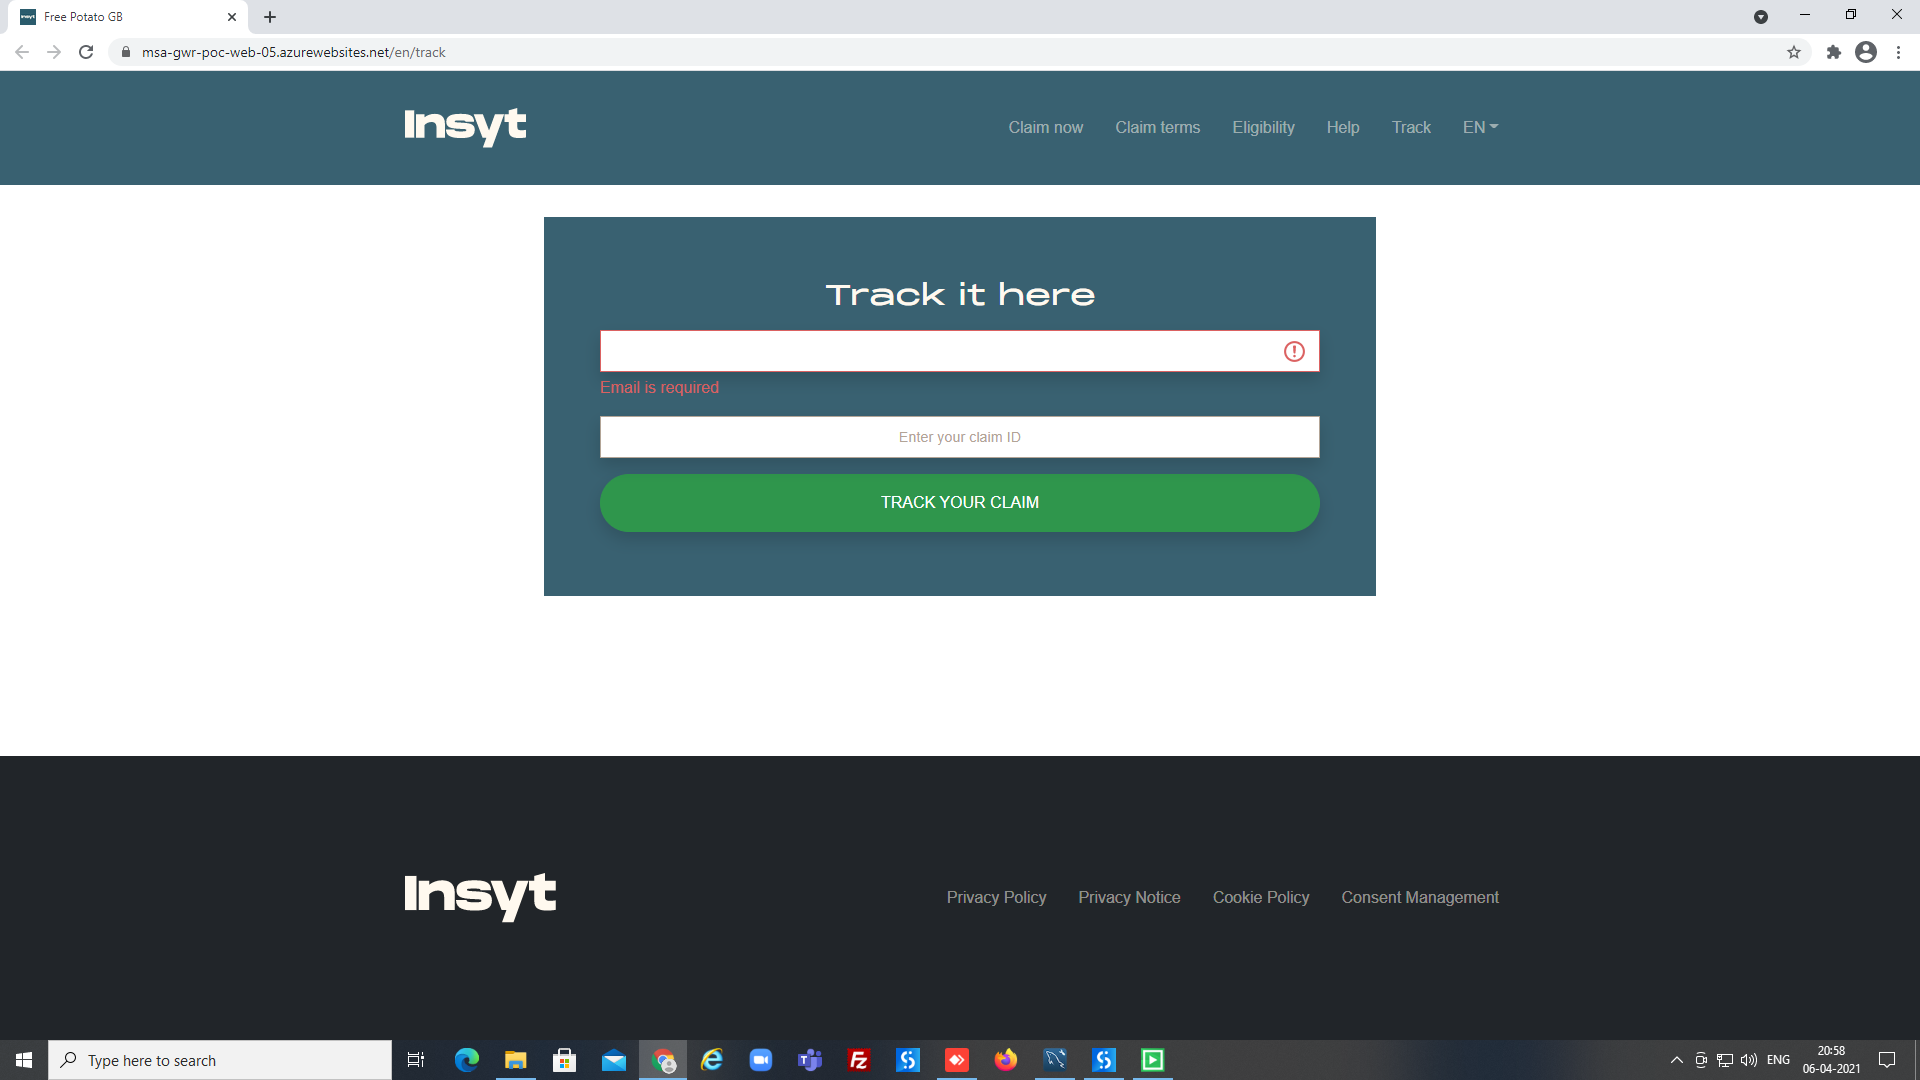 Free Potato GB
msa-gwr-poc-web-05.azurewebsites.net/en/track
Insyt
Claim now
Claim terms
Eligibility
Help
Track
EN
Track it here
Email is required
Enter your claim ID
TRACK YOUR CLAIM
Insyt
Privacy Policy
Privacy Notice
Cookie Policy
Consent Management
Type here to search
ENG
20:58
06-04-2021